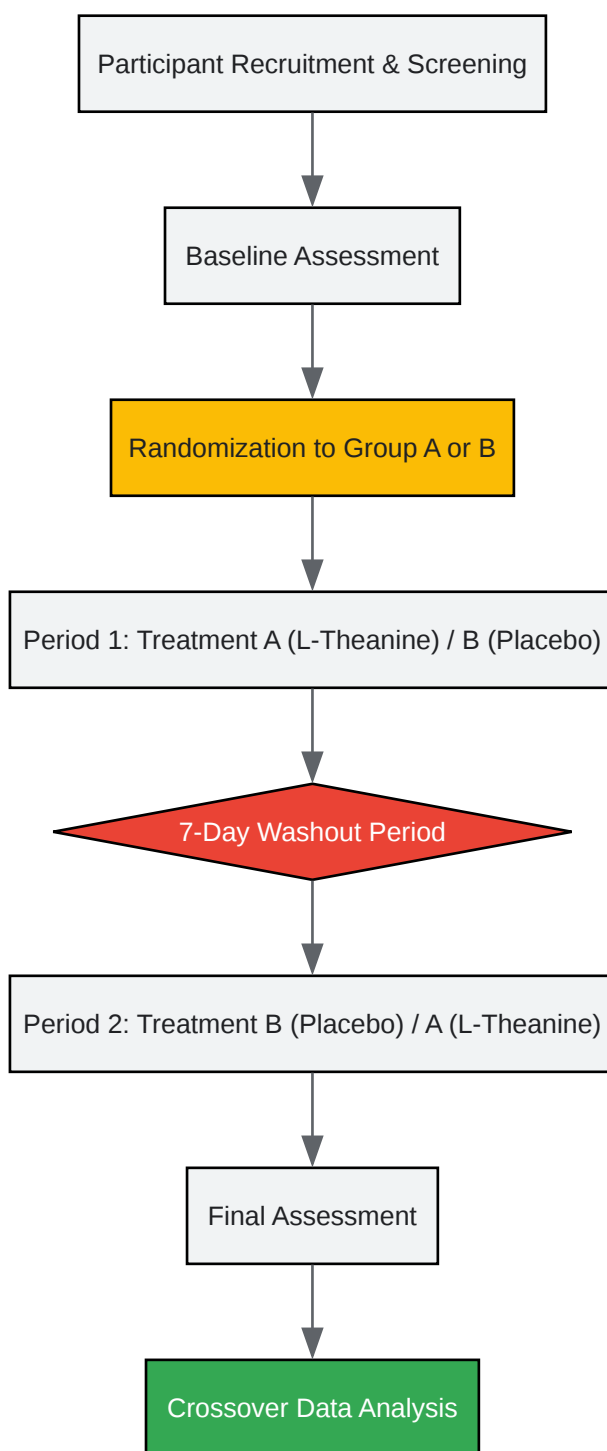 Participant Recruitment & Screening
Baseline Assessment
Randomization to Group A or B
Period 1: Treatment A (L-Theanine) / B (Placebo)
7-Day Washout Period
Period 2: Treatment B (Placebo) / A (L-Theanine)
Final Assessment
Crossover Data Analysis